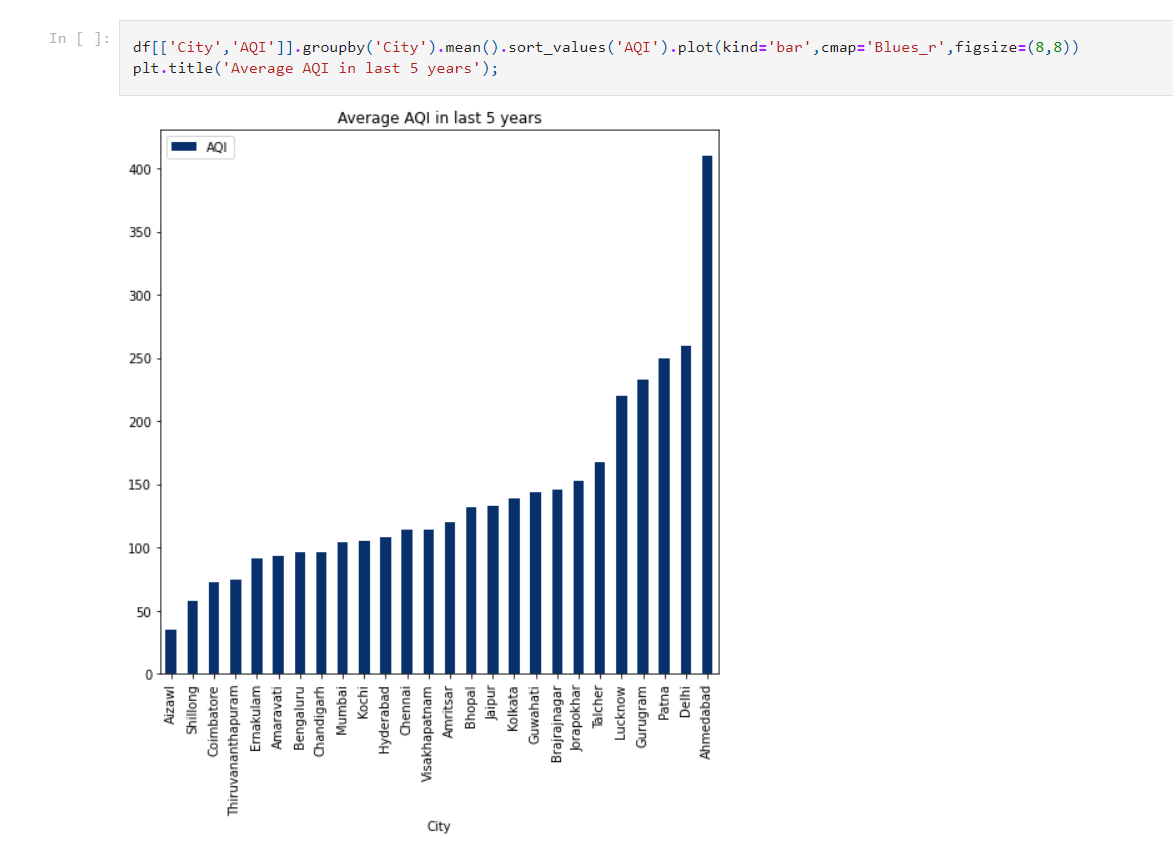 In [ ]:
df[['City','AQI']].groupby('City').mean().sort_values('AQI').plot(kind='bar',cmap='Blues_r',figsize=(8,8))
plt.title('Average AQI in last 5 years');
Average AQI in last 5 years
AQI
400
350
300
250
200
150
100
50
0
Aizawl
Shillong
Coimbatore
Thiruvananthapuram
Ernakulam
Amaravati
Bengaluru
Chandigarh
Mumbai
Kochi
Hyderabad
Chennai
Visakhapatnam
Amritsar
Bhopal
Jaipur
Kolkata
Guwahati
Brajrajnagar
Jorapokhar
Talcher
Lucknow
Gurugram
Patna
Delhi
Ahmedabad
City